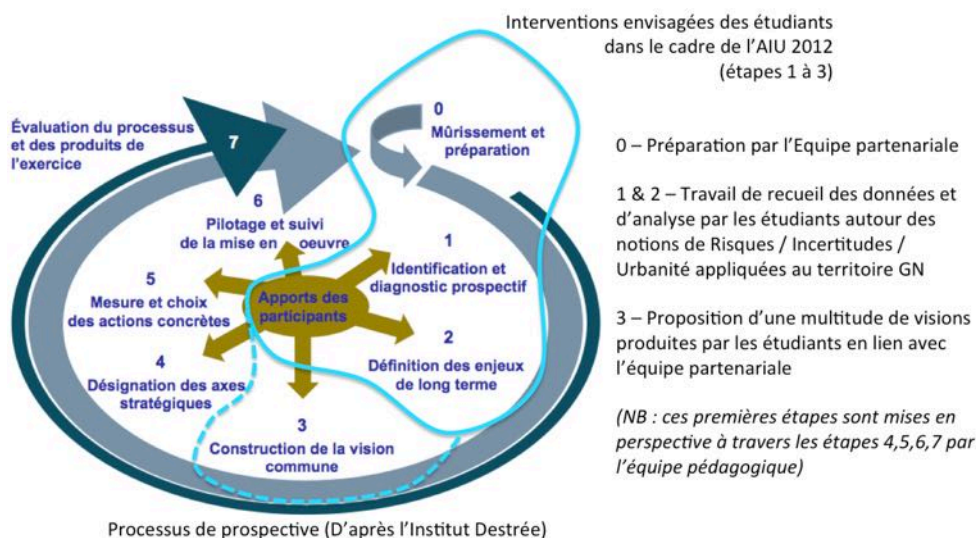 Interventions envisagées des étudiants
dans le cadre de l’AIU 2012
(étapes 1 à 3)
0
Mûrissement et
préparation
Évaluation du processus
et des produits de
l’exercice
7
6
Pilotage et suivi
de la mise en oeuvre
1
Identification et
diagnostic prospectif
5
Mesure et choix
des actions concrètes
Apports des
participants
2
Définition des enjeux
de long terme
4
Désignation des axes
stratégiques
3
Construction de la vision
commune
0 – Préparation par l’Equipe partenariale
1 & 2 – Travail de recueil des données et
d’analyse par les étudiants autour des
notions de Risques / Incertitudes /
Urbanité appliquées au territoire GN
3 – Proposition d’une multitude de visions
produites par les étudiants en lien avec
l’équipe partenariale
(NB : ces premières étapes sont mises en
perspective à travers les étapes 4,5,6,7 par
l’équipe pédagogique)
Processus de prospective (D’après l’Institut Destrée)